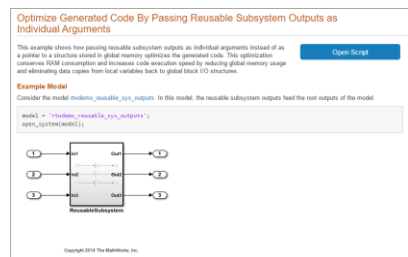 Optimize Generated Code By Passing Reusable Subsystem Outputs as
Individual Arguments
This example shows how passing reusable subsystem outputs as individual arguments instead of as
a pointer to a structure stored in global memory optimizes the generated code. This optimization
conserves RAM consumption and increases code execution speed by reducing global memory usage
and eliminating data copies from local variables back to global block I/O structures.
Open Script
Example Model
Consider the model rtwdemo_reusable_sys_outputs. In this model, the reusable subsystem outputs feed the root outputs of the model.
model = 'rtwdemo_reusable_sys_outputs';
open_system(model);
1 In1 Out1 1
2 In2 Out2 2
3 In3 Out3 3
ReusableSubsystem
Copyright 2014 The MathWorks, Inc.